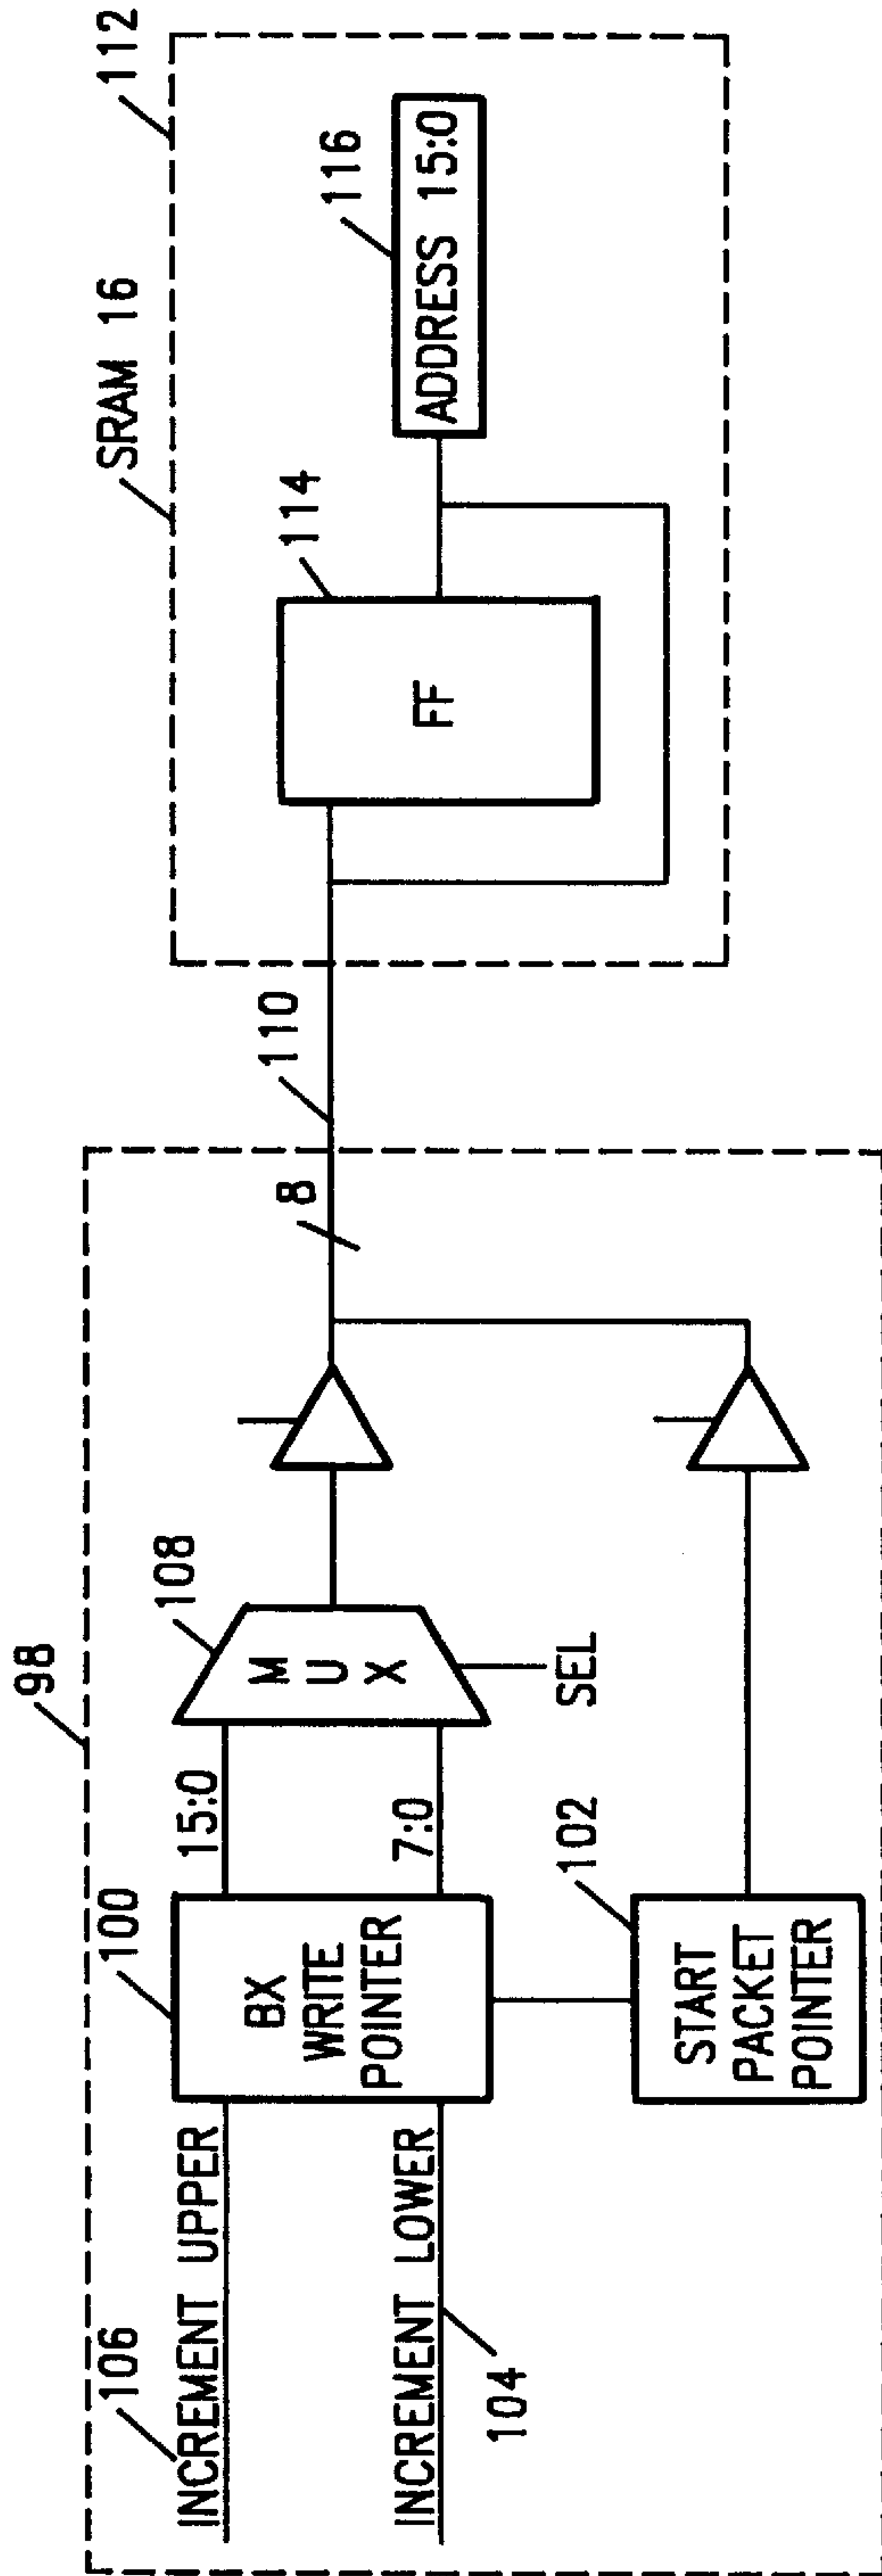 98
106
INCREMENT UPPER
INCREMENT LOWER
104
100
BX
WRITE
POINTER
15:0
7:0
108
MUX
SEL
102
START
PACKET
POINTER
8
110
SRAM 16
112
114
FF
116
ADDRESS 15:0